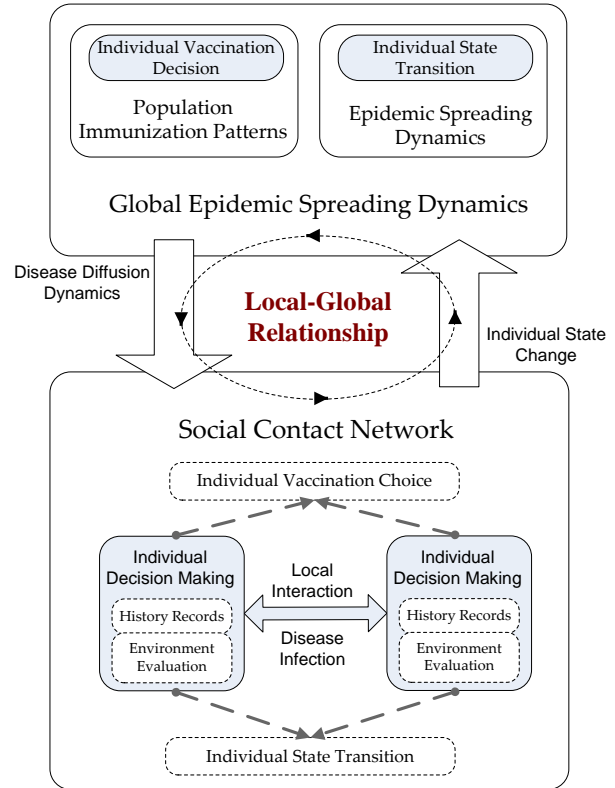 Individual Vaccination
Decision
Population
Immunization Patterns
Individual State
Transition
Epidemic Spreading
Dynamics
Global Epidemic Spreading Dynamics
Disease Diffusion
Dynamics
Local-Global
Relationship
Individual State
Change
Social Contact Network
Individual Vaccination Choice
Individual
Decision Making
History Records
Environment
Evaluation
Local
Interaction
Disease
Infection
Individual
Decision Making
History Records
Environment
Evaluation
Individual State Transition